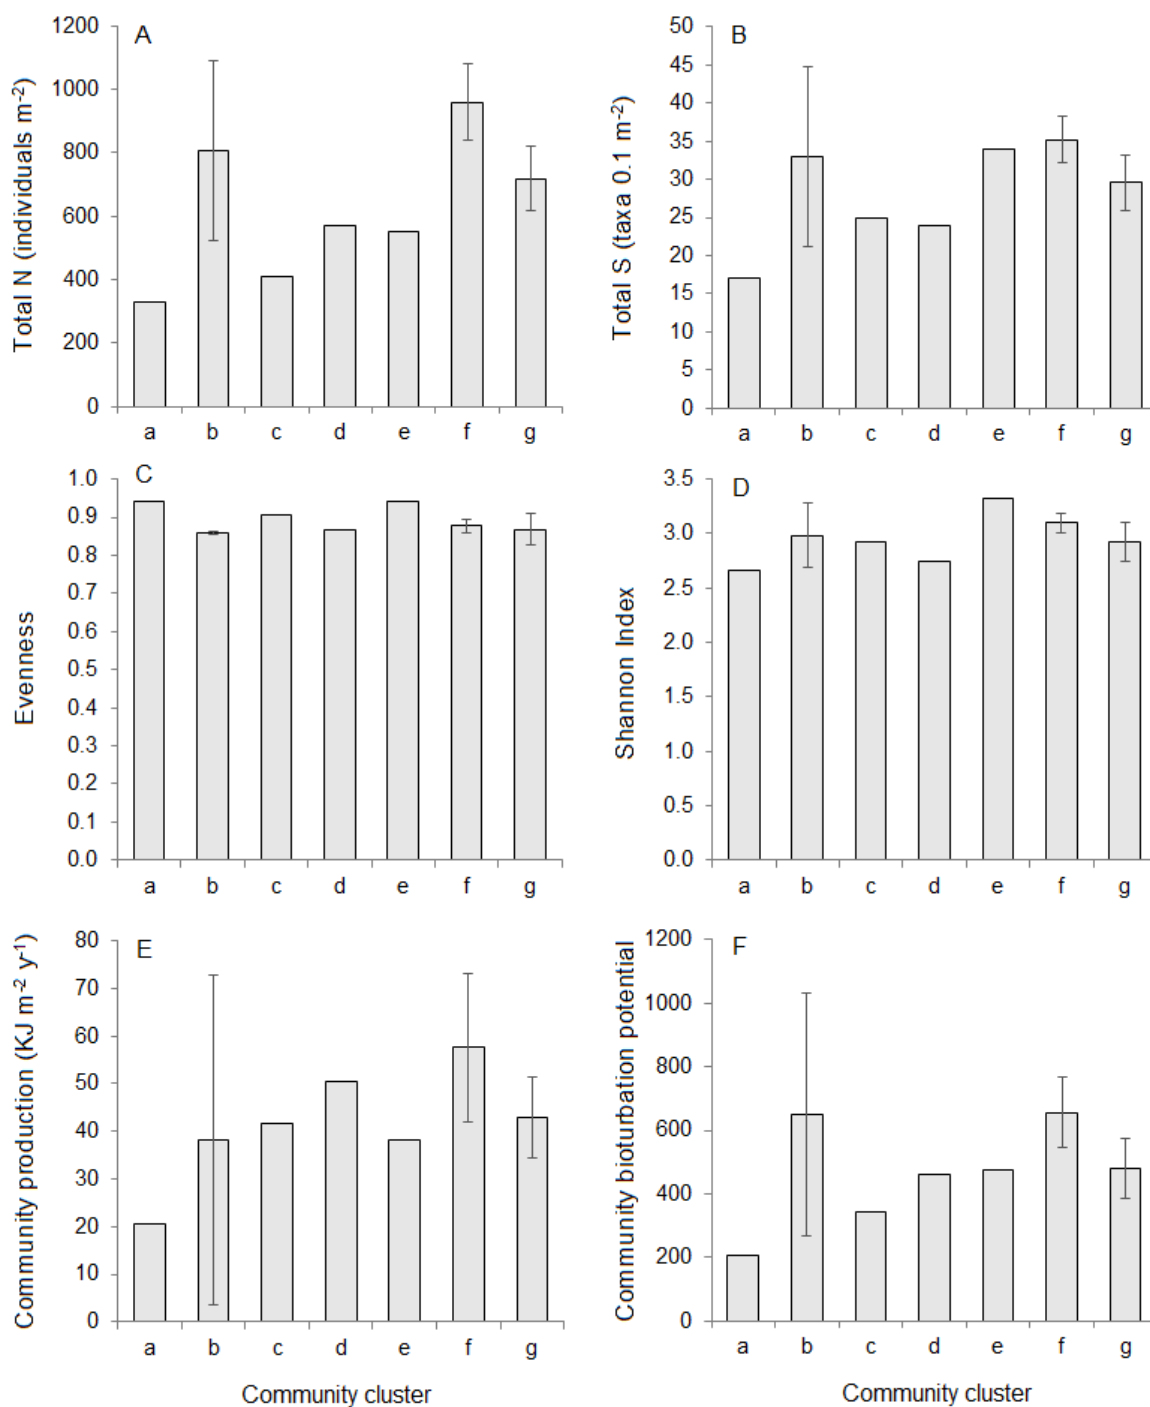 A
Total N (individuals m⁻²)
1200
1000
800
600
400
200
0
a b c d e f g
B
Total S (taxa 0.1 m⁻²)
50
45
40
35
30
25
20
15
10
5
0
a b c d e f g
C
Evenness
1.0
0.9
0.8
0.7
0.6
0.5
0.4
0.3
0.2
0.1
0.0
a b c d e f g
D
Shannon Index
3.5
3.0
2.5
2.0
1.5
1.0
0.5
0.0
a b c d e f g
E
Community production (KJ m⁻² y⁻¹)
80
70
60
50
40
30
20
10
0
a b c d e f g
Community cluster
F
Community bioturbation potential
1200
1000
800
600
400
200
0
a b c d e f g
Community cluster